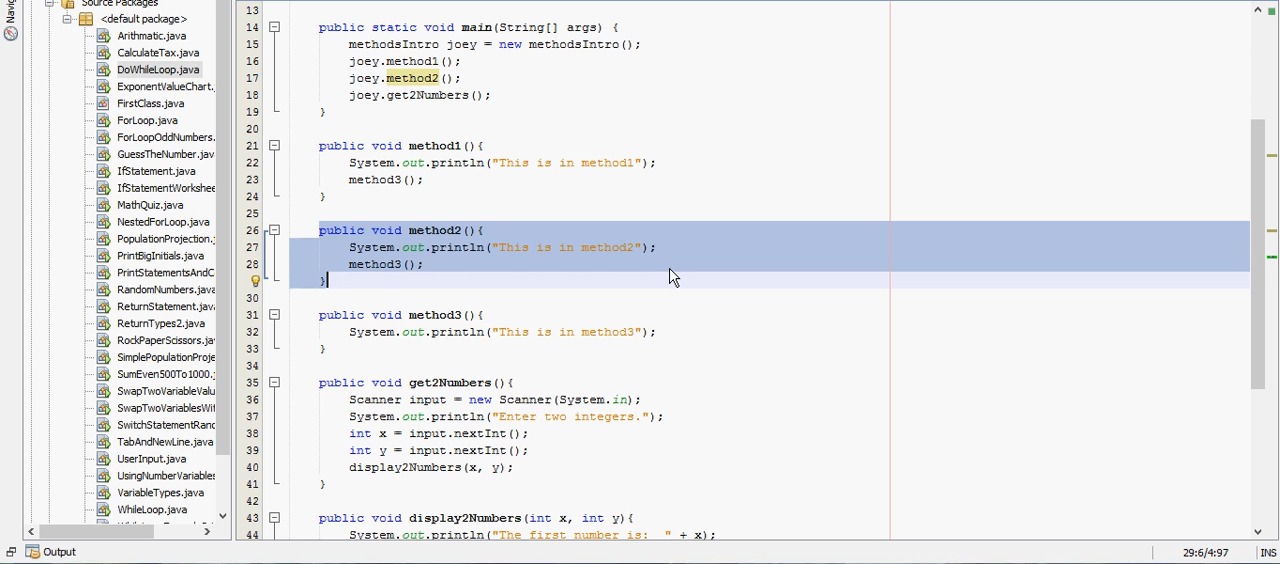 Navig
Source Packages
<default package>
Arithmatic.java
CalculateTax.java
DoWhileLoop.java
ExponentValueChart.
FirstClass.java
ForLoop.java
ForLoopOddNumbers.
GuessTheNumber.jav
IfStatement.java
IfStatementWorkshee
MathQuiz.java
NestedForLoop.java
PopulationProjection.
PrintBigInitials.java
PrintStatementsAndC
RandomNumbers.java
ReturnStatement.java
ReturnTypes2.java
RockPaperScissors.ja
SimplePopulationProje
SumEven500To1000.j
SwapTwoVariableValu
SwapTwoVariablesWi
SwitchStatementRand
TabAndNewLine.java
UserInput.java
UsingNumberVariables
VariableTypes.java
WhileLoop.java
13
14 public static void main(String[] args) {
15 methodsIntro joey = new methodsIntro();
16 joey.method1();
17 joey.method2();
18 joey.get2Numbers();
19 }
20
21 public void method1(){
22 System.out.println("This is in method1");
23 method3();
24 }
25
26 public void method2(){
27 System.out.println("This is in method2");
28 method3();
}
30
31 public void method3(){
32 System.out.println("This is in method3");
33 }
34
35 public void get2Numbers(){
36 Scanner input = new Scanner(System.in);
37 System.out.println("Enter two integers.");
38 int x = input.nextInt();
39 int y = input.nextInt();
40 display2Numbers(x, y);
41 }
42
43 public void display2Numbers(int x, int y){
44 System.out.println("The first number is:  " + x);
Output
29:6/4:97
INS